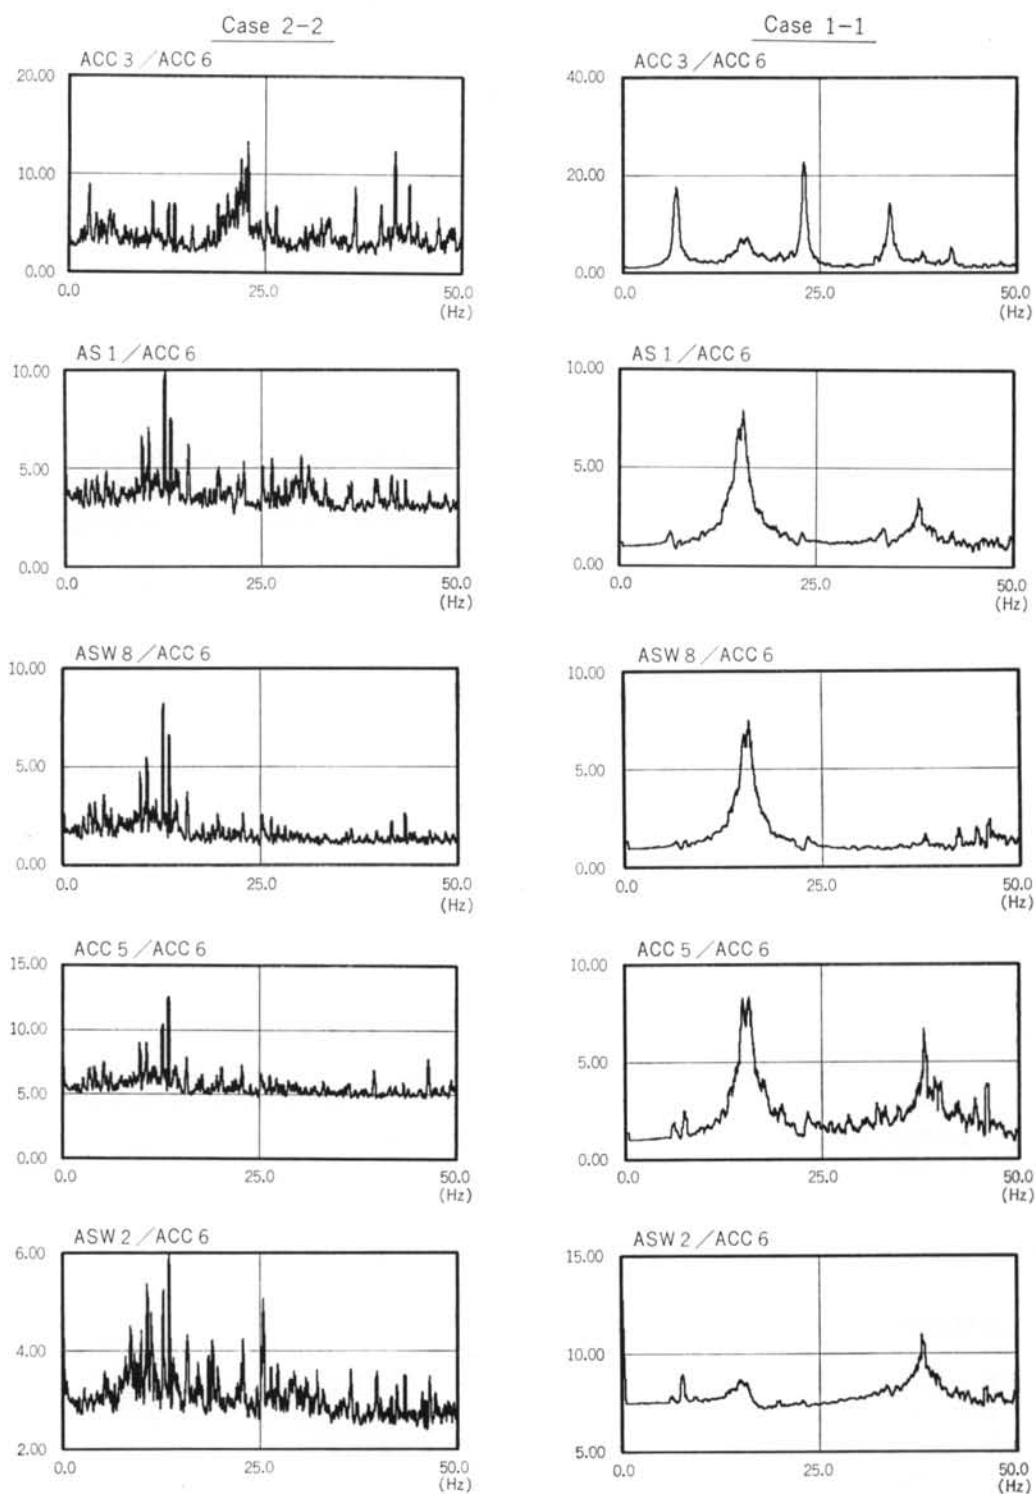 Case 2-2
ACC 3／ACC 6
20.00
10.00
0.00
0.0 25.0 50.0
(Hz)
AS 1／ACC 6
10.00
5.00
0.00
0.0 25.0 50.0
(Hz)
ASW 8／ACC 6
10.00
5.00
0.00
0.0 25.0 50.0
(Hz)
ACC 5／ACC 6
15.00
10.00
5.00
0.00
0.0 25.0 50.0
(Hz)
ASW 2／ACC 6
6.00
4.00
2.00
0.0 25.0 50.0
(Hz)
Case 1-1
ACC 3／ACC 6
40.00
20.00
0.00
0.0 25.0 50.0
(Hz)
AS 1／ACC 6
10.00
5.00
0.00
0.0 25.0 50.0
(Hz)
ASW 8／ACC 6
10.00
5.00
0.00
0.0 25.0 50.0
(Hz)
ACC 5／ACC 6
10.00
5.00
0.00
0.0 25.0 50.0
(Hz)
ASW 2／ACC 6
15.00
10.00
5.00
0.0 25.0 50.0
(Hz)